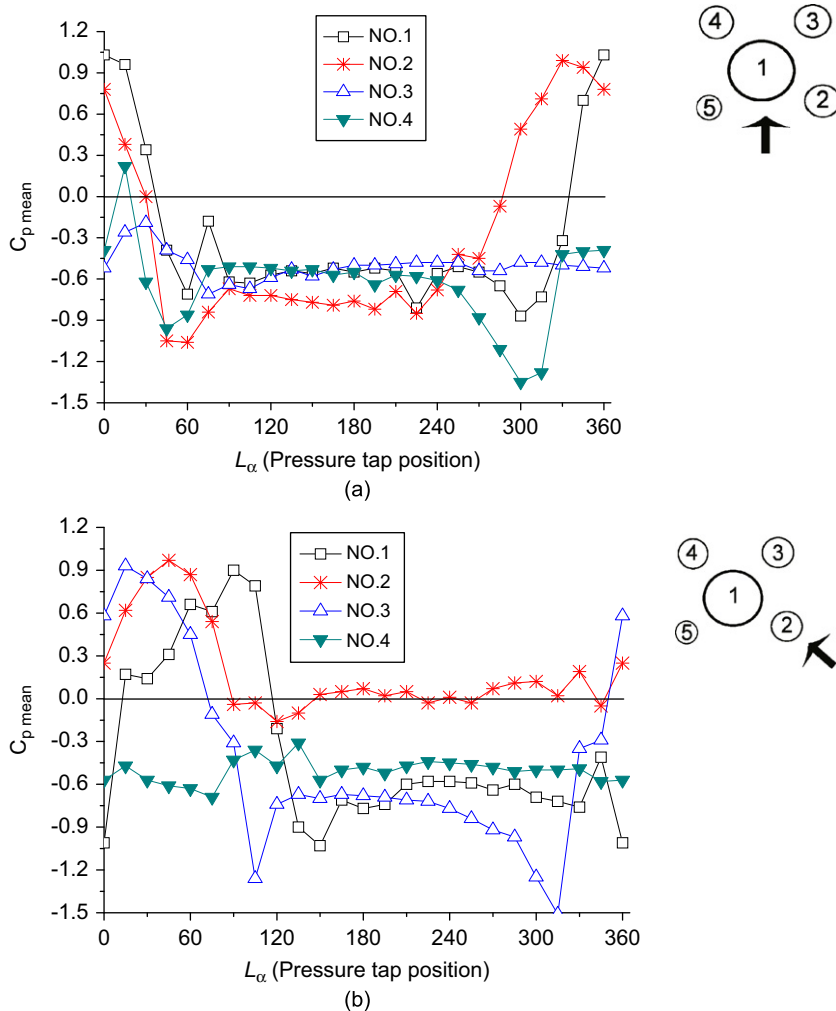 1.2
0.9
0.6
0.3
0.0
-0.3
-0.6
-0.9
-1.2
-1.5
C_p mean
NO.1
NO.2
NO.3
NO.4
0 60 120 180 240 300 360
L_α (Pressure tap position)
(a)
4 3
1
5 2
1.2
0.9
0.6
0.3
0.0
-0.3
-0.6
-0.9
-1.2
-1.5
C_p mean
NO.1
NO.2
NO.3
NO.4
0 60 120 180 240 300 360
L_α (Pressure tap position)
(b)
4 3
1
5 2